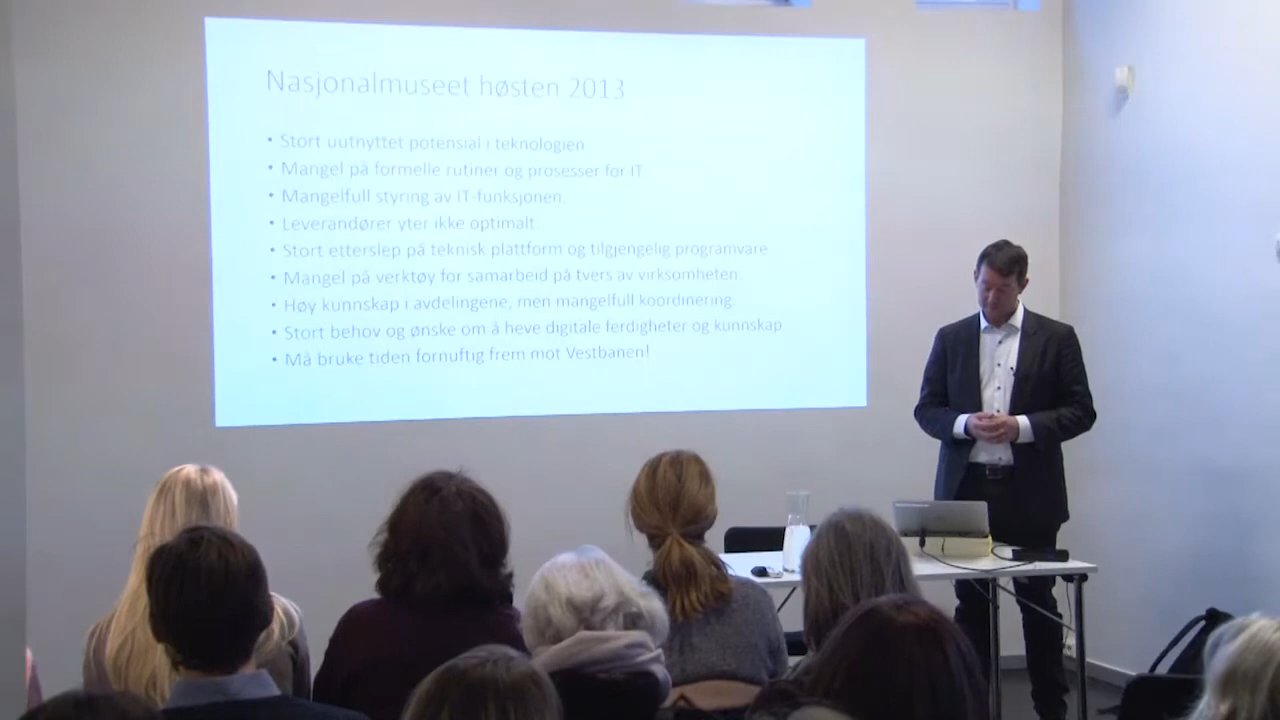 Nasjonalmuseet høsten 2013
• Stort uutnyttet potensial i teknologien
• Mangel på formelle rutiner og prosesser for IT
• Mangelfull styring av IT-funksjonen.
• Leverandører yter ikke optimalt.
• Stort etterslep på teknisk plattform og tilgjengelig programvare
• Mangel på verktøy for samarbeid på tvers av virksomheten.
• Høy kunnskap i avdelingene, men mangelfull koordinering
• Stort behov og ønske om å heve digitale ferdigheter og kunnskap
• Må bruke tiden fornuftig frem mot Vestbanen!